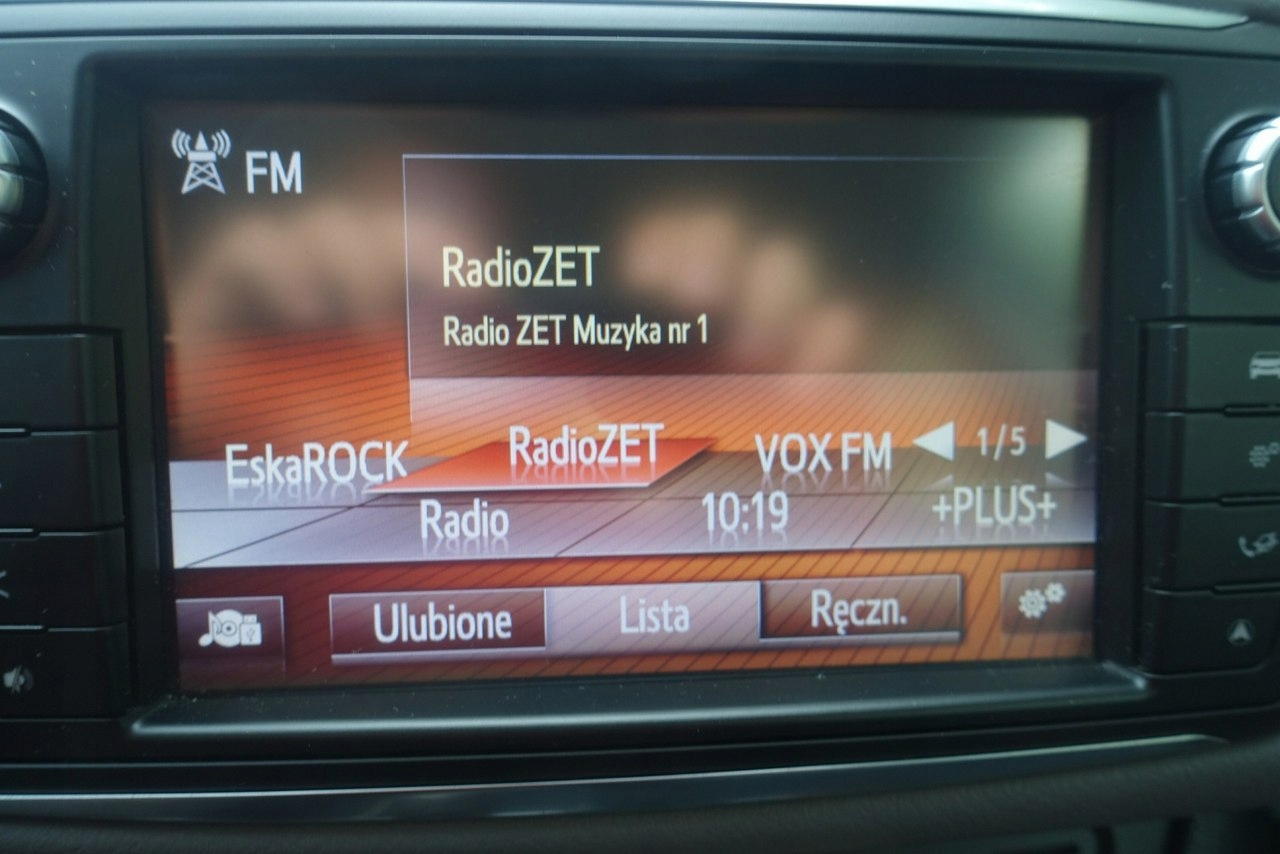 FM
RadioZET
Radio ZET Muzyka nr 1
EskaROCK RadioZET VOX FM 1/5
Radio 10:19 +PLUS+
Ulubione Lista Ręczn.